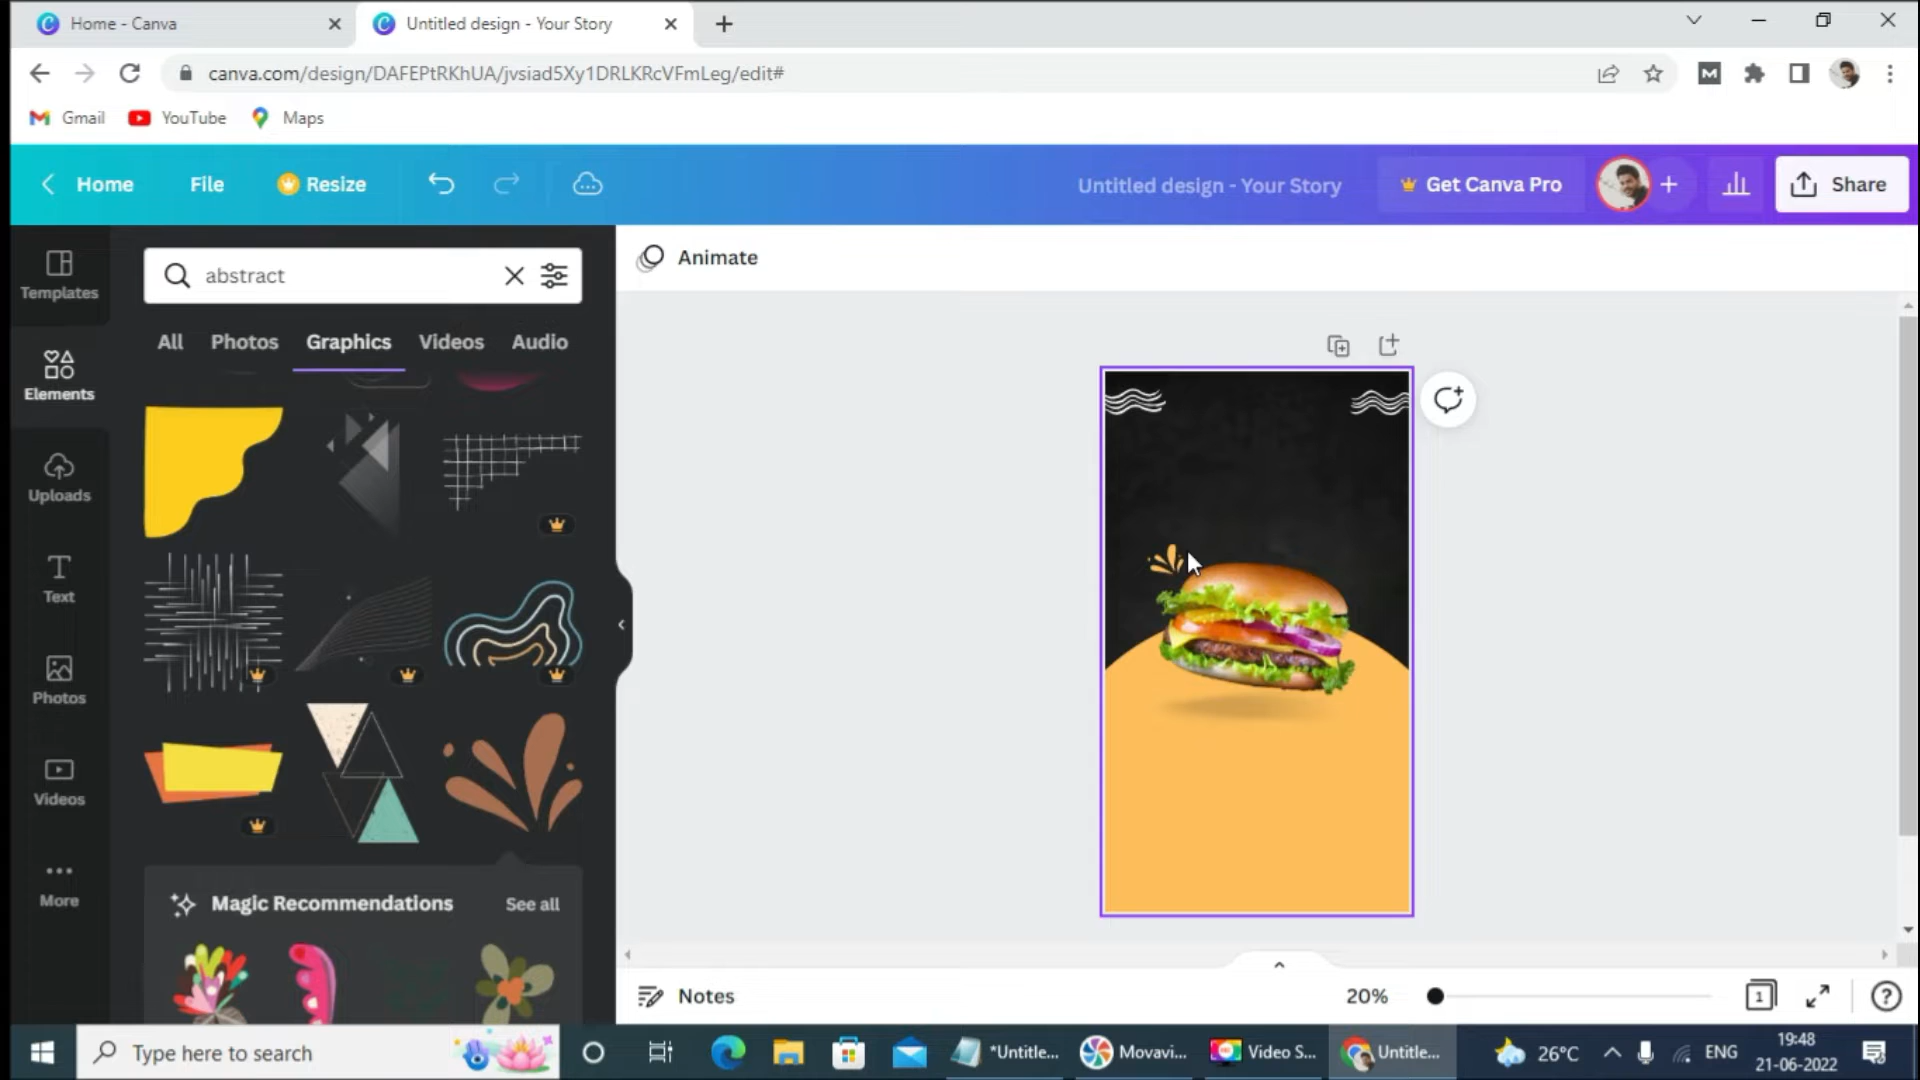 Home - Canva
Untitled design - Your Story
canva.com/design/DAFEPtRKhUA/jvsiad5Xy1DRLKRcVFmLeg/edit#
Gmail YouTube Maps
Home File Resize Untitled design - Your Story Get Canva Pro Share
Templates
Elements
Uploads
Text
Photos
Videos
More
abstract
All Photos Graphics Videos Audio
Magic Recommendations See all
Animate
Notes 20% 1
Type here to search
*Untitle... Movavi... Video S... Untitle...
26°C ENG
19:48
21-06-2022